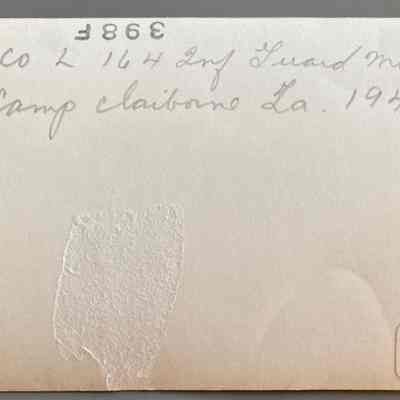 398F
CO L 164 Inf Guard M
Camp Claiborne La. 194